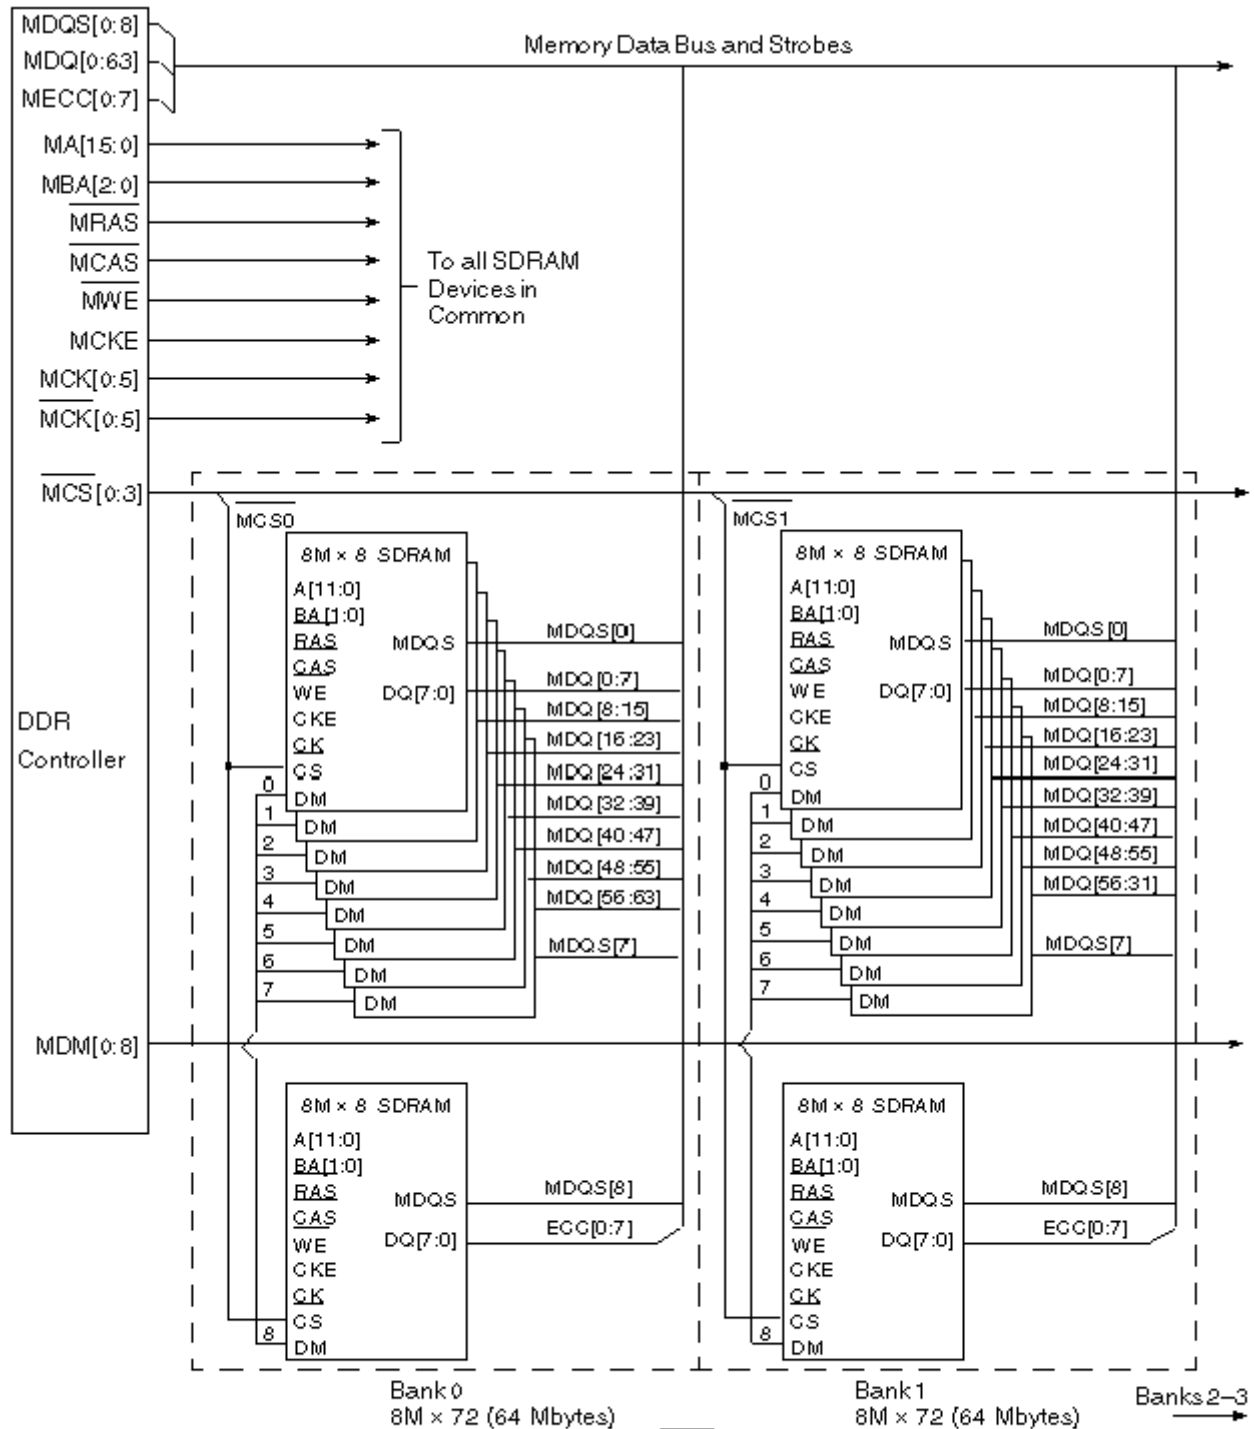 MDQS[0:8]
MDQ[0:63]
MECC[0:7]
Memory Data Bus and Strobes
MA[15:0]
MBA[2:0]
MRAS
MCAS
MWE
MCKE
MCK[0:5]
MCK[0:5]
To all SDRAM
Devices in
Common
MCS[0:3]
DDR
Controller
MDM[0:8]
MCS0
8M × 8 SDRAM
A[11:0]
BA[1:0]
RAS
CAS
WE
CKE
CK
CS
DM
MDQS
DQ[7:0]
0
1
2
3
4
5
6
7
DM
DM
DM
DM
DM
DM
DM
MDQS[0]
MDQ[0:7]
MDQ[8:15]
MDQ[16:23]
MDQ[24:31]
MDQ[32:39]
MDQ[40:47]
MDQ[48:55]
MDQ[56:63]
MDQS[7]
MCS1
8M × 8 SDRAM
A[11:0]
BA[1:0]
RAS
CAS
WE
CKE
CK
CS
DM
MDQS
DQ[7:0]
0
1
2
3
4
5
6
7
DM
DM
DM
DM
DM
DM
DM
MDQS[0]
MDQ[0:7]
MDQ[8:15]
MDQ[16:23]
MDQ[24:31]
MDQ[32:39]
MDQ[40:47]
MDQ[48:55]
MDQ[56:31]
MDQS[7]
8M × 8 SDRAM
A[11:0]
BA[1:0]
RAS
CAS
WE
CKE
CK
CS
DM
8
MDQS
DQ[7:0]
MDQS[8]
ECC[0:7]
8M × 8 SDRAM
A[11:0]
BA[1:0]
RAS
CAS
WE
CKE
CK
CS
DM
8
MDQS
DQ[7:0]
MDQS[8]
ECC[0:7]
Bank 0
8M × 72 (64 Mbytes)
Bank 1
8M × 72 (64 Mbytes)
Banks 2–3